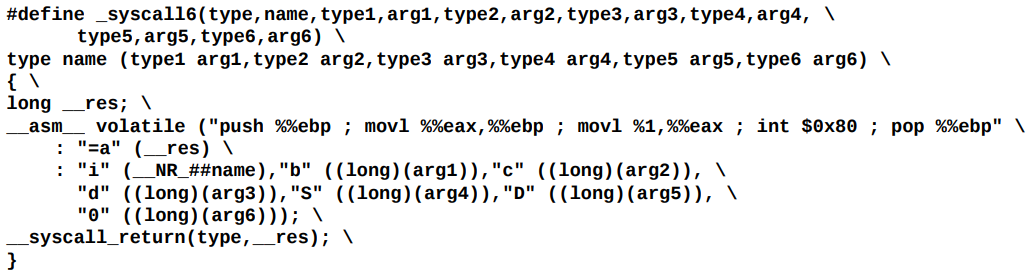 #define _syscall6(type,name,type1,arg1,type2,arg2,type3,arg3,type4,arg4, \
type5,arg5,type6,arg6) \
type name (type1 arg1,type2 arg2,type3 arg3,type4 arg4,type5 arg5,type6 arg6) \
{ \
long __res; \
__asm__ volatile ("push %%ebp ; movl %%eax,%%ebp ; movl %1,%%eax ; int $0x80 ; pop %%ebp" \
: "=a" (__res) \
: "i" (__NR_##name),"b" ((long)(arg1)),"c" ((long)(arg2)), \
"d" ((long)(arg3)),"S" ((long)(arg4)),"D" ((long)(arg5)), \
"0" ((long)(arg6))); \
__syscall_return(type,__res); \
}